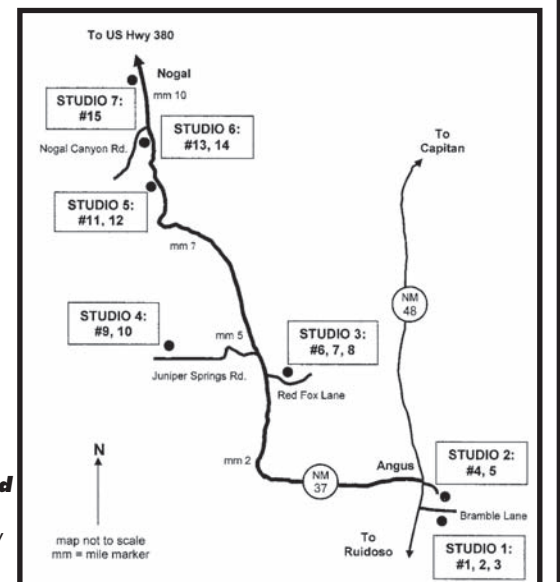 To US Hwy 380
Nogal
mm 10
STUDIO 7:
#15
STUDIO 6:
#13, 14
Nogal Canyon Rd.
To
Capitan
STUDIO 5:
#11, 12
mm 7
NM
48
STUDIO 4:
#9, 10
mm 5
STUDIO 3:
#6, 7, 8
Juniper Springs Rd.
Red Fox Lane
N
mm 2
NM
37
Angus
STUDIO 2:
#4, 5
Bramble Lane
map not to scale
mm = mile marker
To
Ruidoso
STUDIO 1:
#1, 2, 3